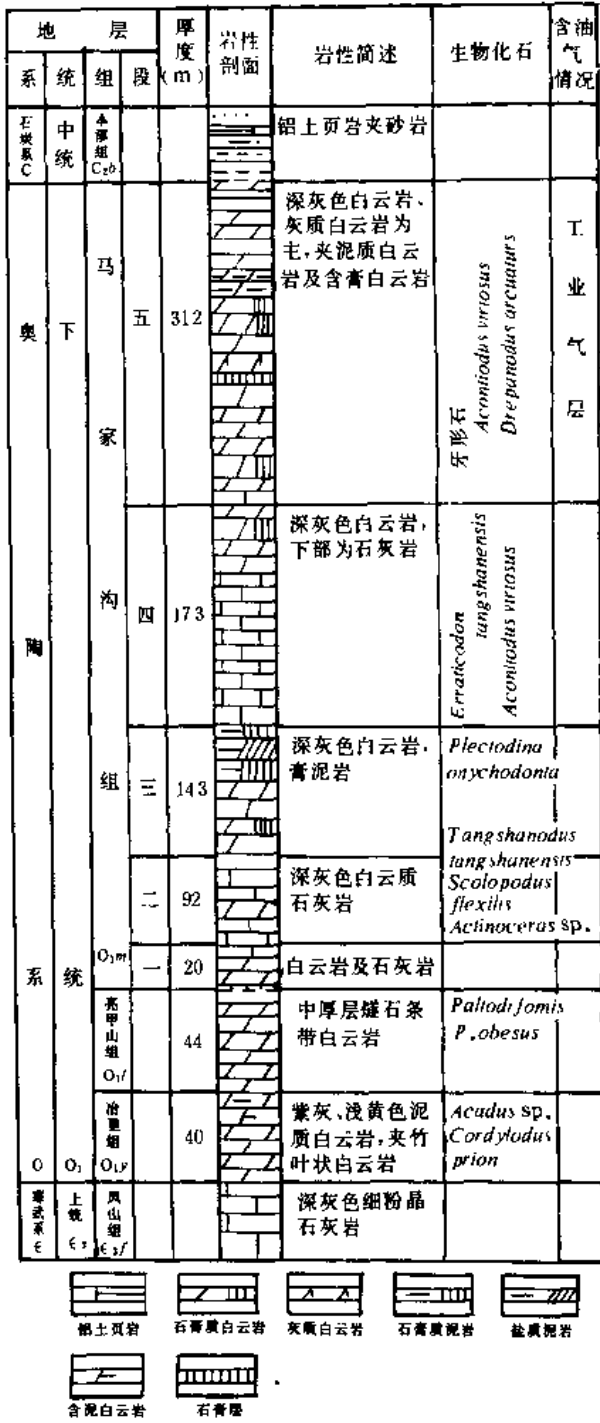 地 层
厚度(m)
岩性剖面
岩性简述
生物化石
含油气情况
系 统 组 段
石炭系 C
中统
本溪组 C₂b
铝土页岩夹砂岩
奥陶系 O
下统 O₁
马家沟组 O₁m
五
312
深灰色白云岩、
灰质白云岩为
主,夹泥质白云
岩及含膏白云岩
牙形石
Acontiodus viriosus
Drepanodus arcuaturs
工业气层
四
173
深灰色白云岩,
下部为石灰岩
Erraticodon
tangshanensis
Acontiodus viriosus
三
143
深灰色白云岩,
膏泥岩
Plectodina
onychodonta
Tangshanodus
tangshanensis
Scolopodus
flexilis
Actinoceras sp.
二
92
深灰色白云质
石灰岩
一
20
白云岩及石灰岩
亮甲山组 O₁l
44
中厚层燧石条
带白云岩
Paltodifomis
P.obesus
冶里组 O₁y
40
紫灰、浅黄色泥
质白云岩,夹竹
叶状白云岩
Acadus sp.
Cordylodus
prion
寒武系 ∈
上统 ∈₃
凤山组 ∈₃f
深灰色细粉晶
石灰岩
铝土页岩
石膏质白云岩
灰质白云岩
石膏质泥岩
盐质泥岩
含泥白云岩
石膏层